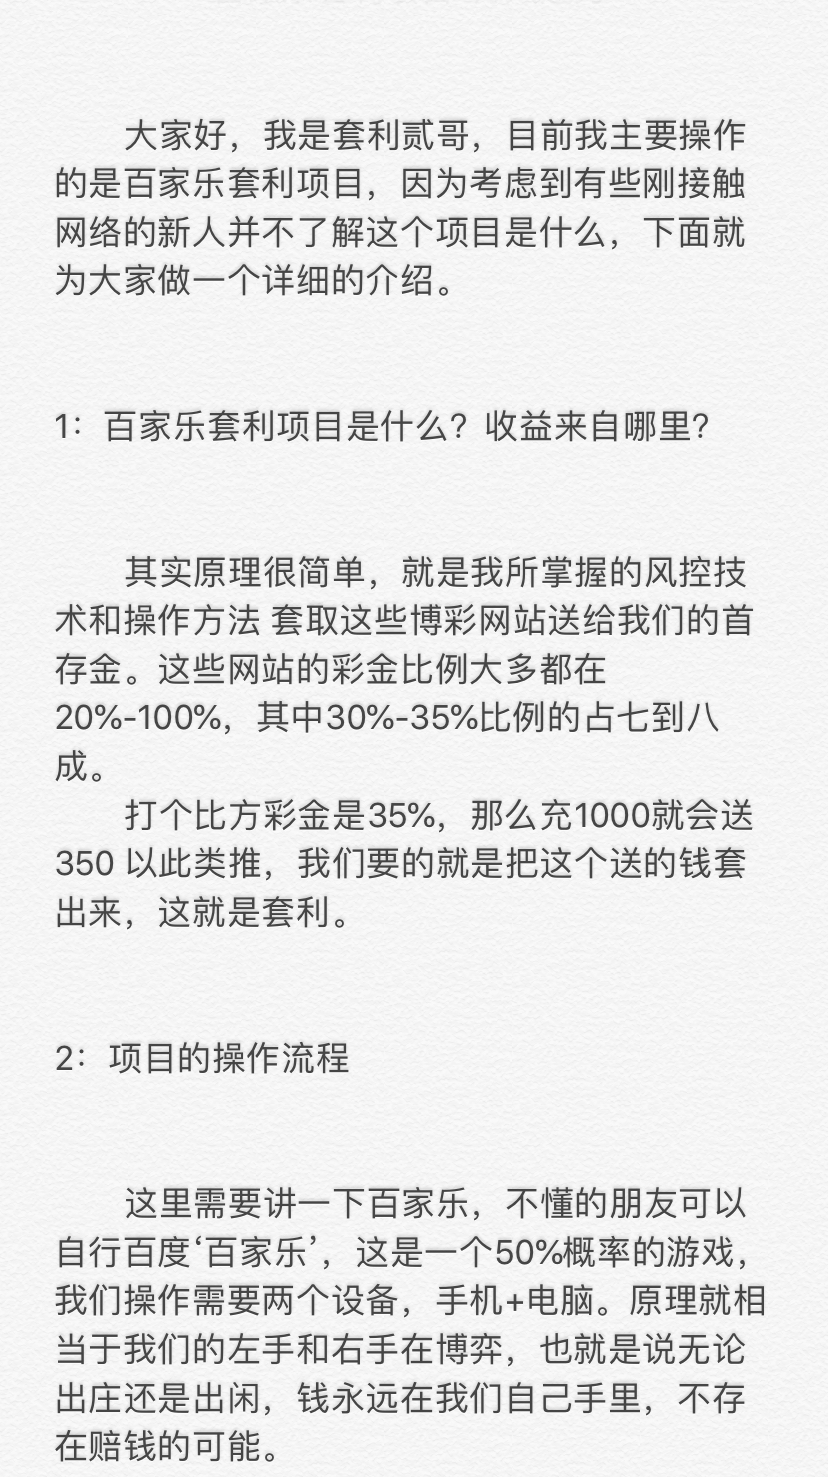 大家好，我是套利贰哥，目前我主要操作
的是百家乐套利项目，因为考虑到有些刚接触
网络的新人并不了解这个项目是什么，下面就
为大家做一个详细的介绍。
1：百家乐套利项目是什么？收益来自哪里？
其实原理很简单，就是我所掌握的风控技
术和操作方法 套取这些博彩网站送给我们的首
存金。这些网站的彩金比例大多都在
20%-100%，其中30%-35%比例的占七到八
成。
打个比方彩金是35%，那么充1000就会送
350 以此类推，我们要的就是把这个送的钱套
出来，这就是套利。
2：项目的操作流程
这里需要讲一下百家乐，不懂的朋友可以
自行百度‘百家乐’，这是一个50%概率的游戏，
我们操作需要两个设备，手机+电脑。原理就相
当于我们的左手和右手在博弈，也就是说无论
出庄还是出闲，钱永远在我们自己手里，不存
在赔钱的可能。